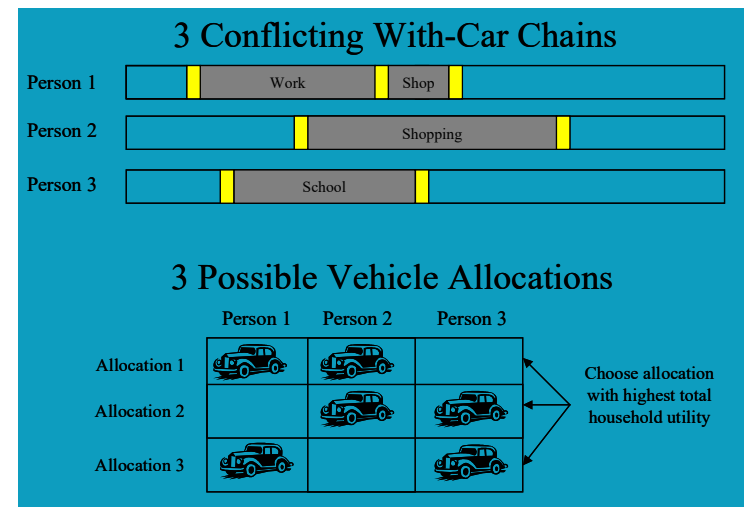 3 Conflicting With-Car Chains
Person 1
Work
Shop
Person 2
Shopping
Person 3
School
3 Possible Vehicle Allocations
Person 1
Person 2
Person 3
Allocation 1
Allocation 2
Allocation 3
Choose allocation
with highest total
household utility